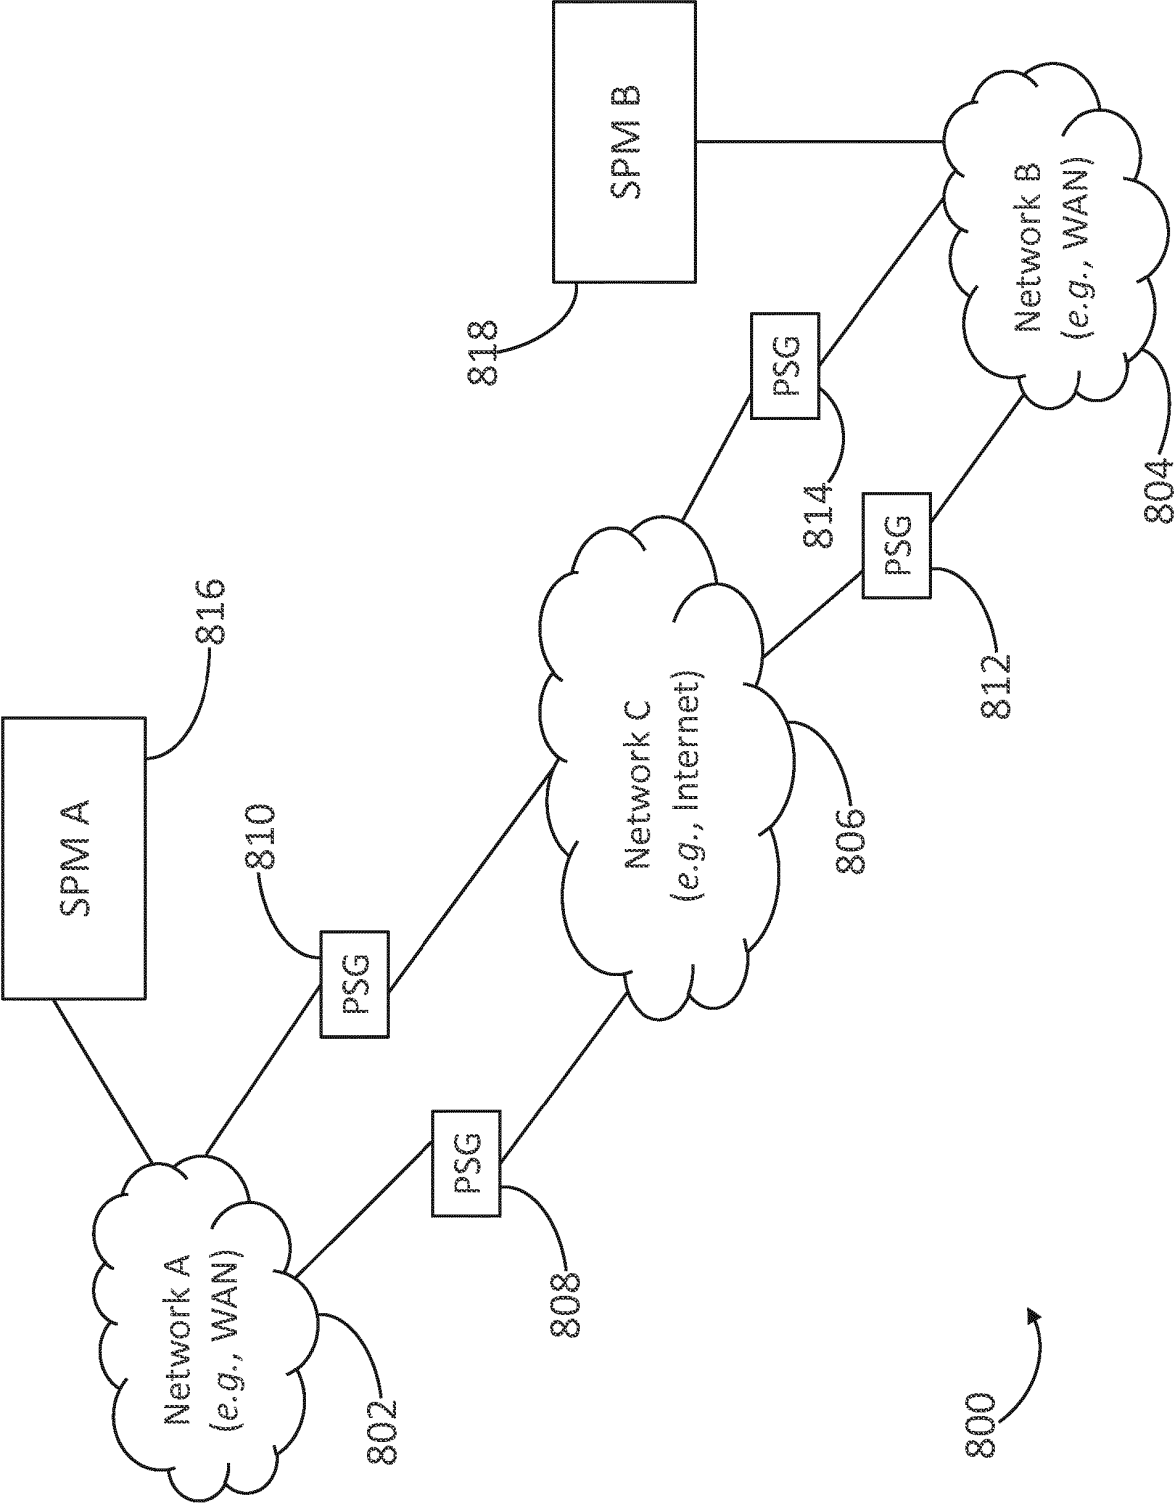 SPM B
818
SPM A
816
PSG
814
Network B
(e.g., WAN)
804
810
PSG
PSG
812
Network C
(e.g., Internet)
806
PSG
808
Network A
(e.g., WAN)
802
800